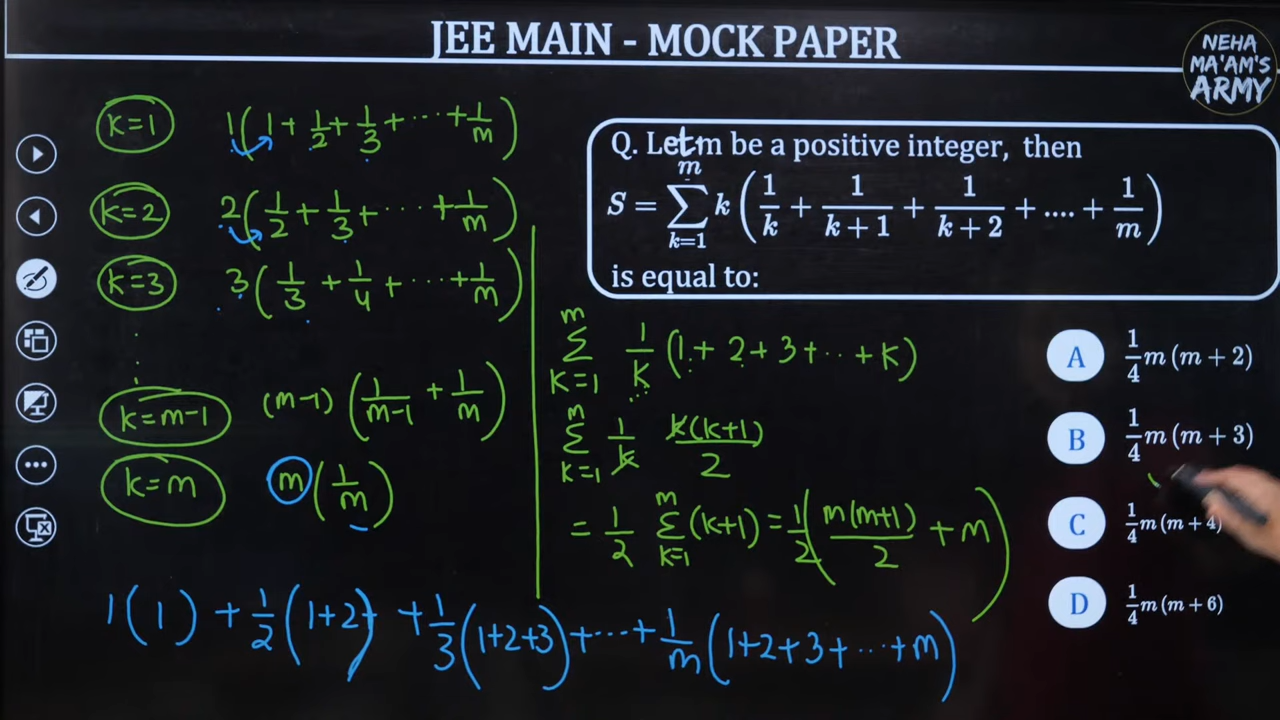 JEE MAIN - MOCK PAPER
NEHA
MA'AM'S
ARMY
k=1 1(1 + 1/2 + 1/3 + ... + 1/m)
k=2 2(1/2 + 1/3 + ... + 1/m)
k=3 3(1/3 + 1/4 + ... + 1/m)
k=m-1 (m-1)(1/(m-1) + 1/m)
k=m m(1/m)
Q. Let m be a positive integer, then
S = ∑_{k=1}^{m} k (1/k + 1/(k+1) + 1/(k+2) + .... + 1/m)
is equal to:
∑_{K=1}^{m} 1/K (1 + 2 + 3 + ... + K)
∑_{K=1}^{m} 1/k k(k+1)/2
= 1/2 ∑_{k=1}^{m} (k+1) = 1/2 (m(m+1)/2 + m)
A 1/4 m (m + 2)
B 1/4 m (m + 3)
C 1/4 m (m + 4)
D 1/4 m (m + 6)
1(1) + 1/2 (1+2) + 1/3 (1+2+3) + ... + 1/m (1+2+3+ ... +m)